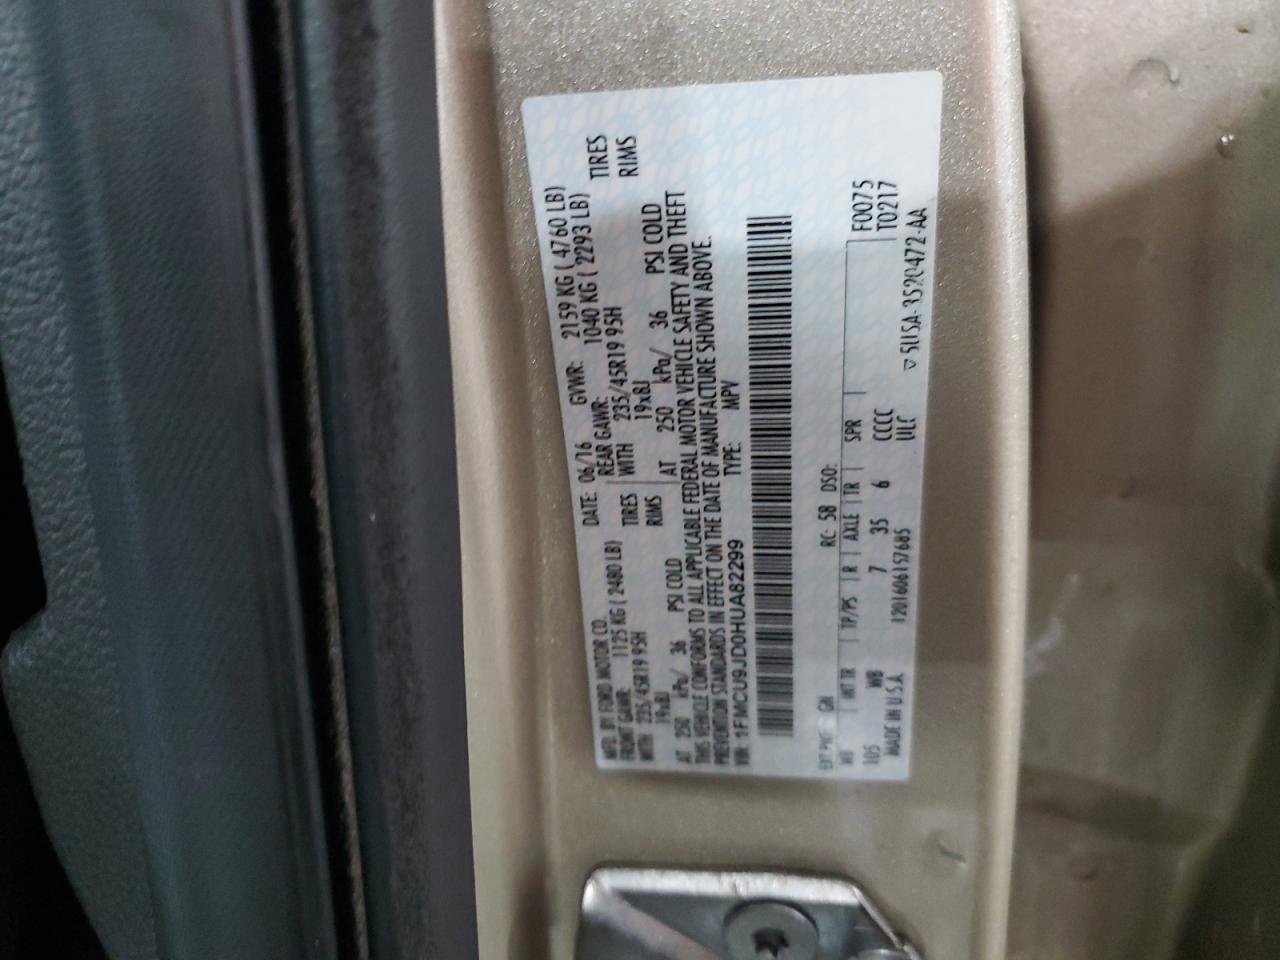 MFD. BY FORD MOTOR CO.
DATE: 06/16 GVWR: 2159 KG ( 4760 LB)
FRONT GAWR: 1125 KG ( 2480 LB)
REAR GAWR: 1040 KG ( 2293 LB)
WITH 235/45R19 95H TIRES
WITH 235/45R19 95H TIRES
19x8J RIMS
19x8J RIMS
AT 250 kPa/ 36 PSI COLD
AT 250 kPa/ 36 PSI COLD
THIS VEHICLE CONFORMS TO ALL APPLICABLE FEDERAL MOTOR VEHICLE SAFETY AND THEFT
PREVENTION STANDARDS IN EFFECT ON THE DATE OF MANUFACTURE SHOWN ABOVE.
VIN: 1FMCU9JD0HUA82299 TYPE: MPV
EXT PNT: GN RC: 58 DSO: F0075
WB INT TR TP/PS R AXLE TR SPR T0217
105 WB 7 35 6 CCCC
MADE IN U.S.A. 1201606157685 ULC
5U5A-3520472-AA